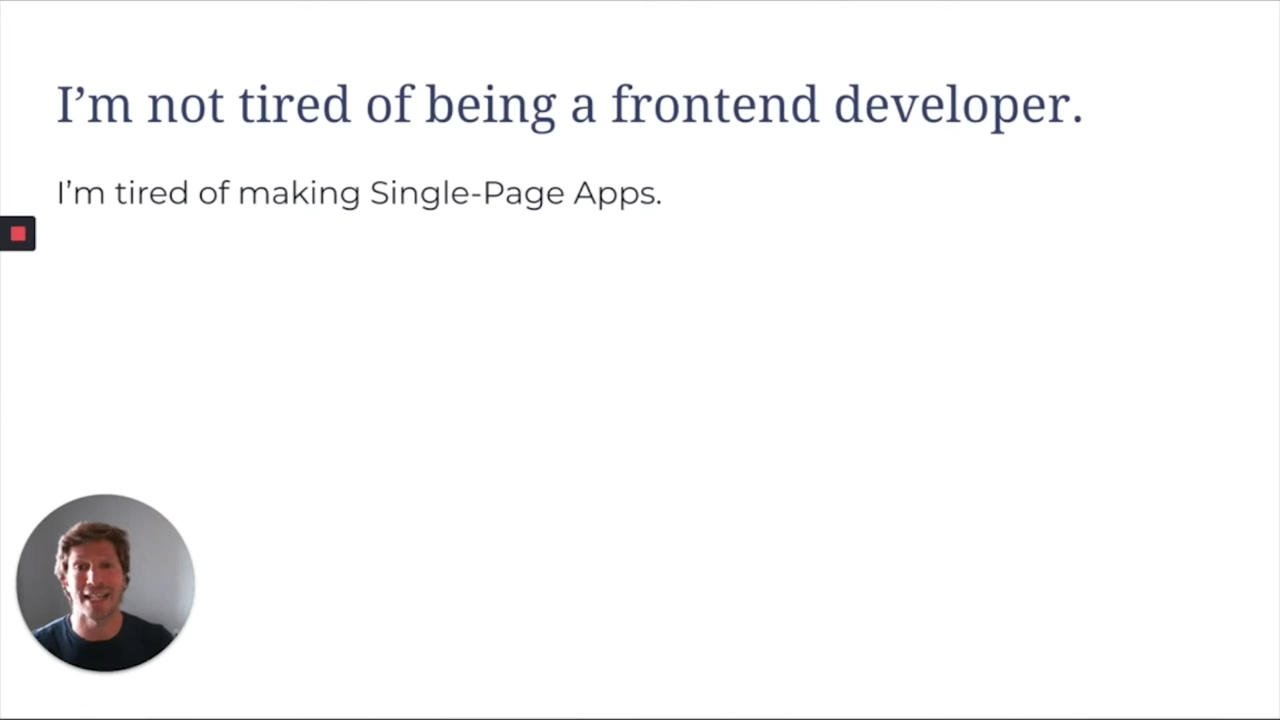 I’m not tired of being a frontend developer.
I’m tired of making Single-Page Apps.